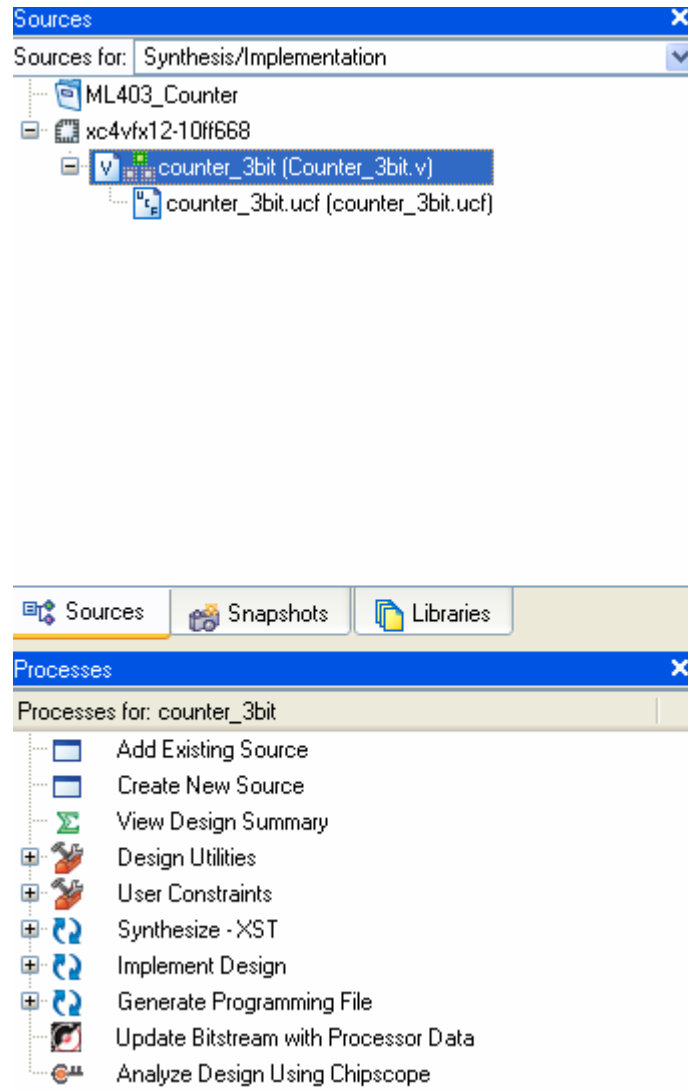 Sources
Sources for: Synthesis/Implementation
ML403_Counter
xc4vfx12-10ff668
V counter_3bit (Counter_3bit.v)
UCF counter_3bit.ucf (counter_3bit.ucf)
Sources Snapshots Libraries
Processes
Processes for: counter_3bit
Add Existing Source
Create New Source
Σ View Design Summary
Design Utilities
User Constraints
Synthesize - XST
Implement Design
Generate Programming File
Update Bitstream with Processor Data
Analyze Design Using Chipscope